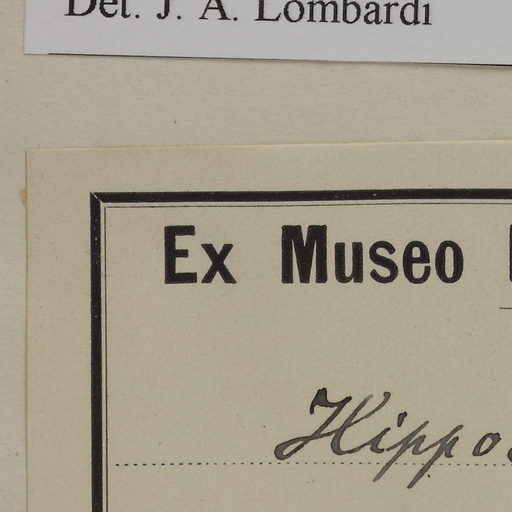 Det. J. A. Lombardi
Ex Museo
Hippo